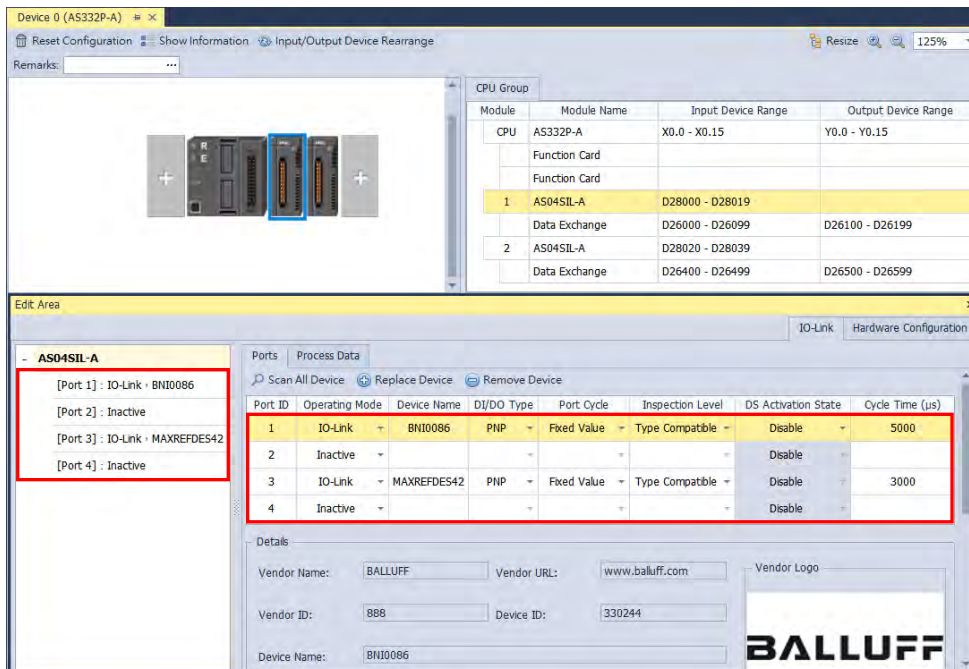 Device 0 (AS332P-A)
Reset Configuration Show Information Input/Output Device Rearrange Resize 125%
Remarks: ...
CPU Group
Module Module Name Input Device Range Output Device Range
CPU AS332P-A X0.0 - X0.15 Y0.0 - Y0.15
Function Card
Function Card
1 AS04SIL-A D28000 - D28019
Data Exchange D26000 - D26099 D26100 - D26199
2 AS04SIL-A D28020 - D28039
Data Exchange D26400 - D26499 D26500 - D26599
Edit Area
IO-Link Hardware Configuration
- AS04SIL-A
[Port 1] : IO-Link , BNI0086
[Port 2] : Inactive
[Port 3] : IO-Link , MAXREFDES42
[Port 4] : Inactive
Ports Process Data
Scan All Device Replace Device Remove Device
Port ID Operating Mode Device Name DI/DO Type Port Cycle Inspection Level DS Activation State Cycle Time (μs)
1 IO-Link BNI0086 PNP Fixed Value Type Compatible Disable 5000
2 Inactive Disable
3 IO-Link MAXREFDES42 PNP Fixed Value Type Compatible Disable 3000
4 Inactive Disable
Details
Vendor Name: BALLUFF Vendor URL: www.balluff.com Vendor Logo
Vendor ID: 888 Device ID: 330244
Device Name: BNI0086
BALLUFF